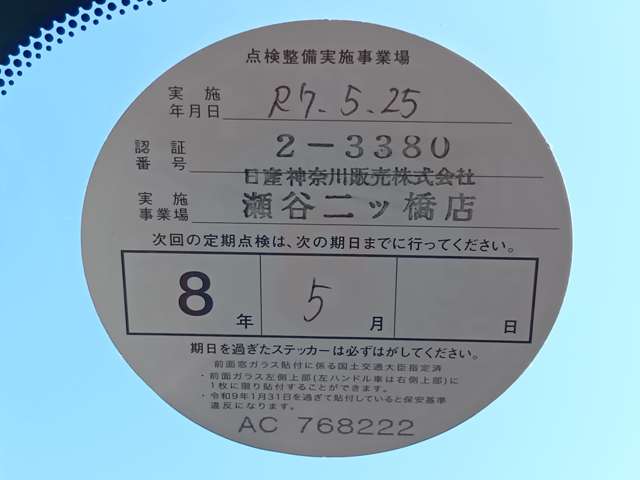 点検整備実施事業場
実施年月日 R7.5.25
認証番号 2-3380
日産神奈川販売株式会社
実施事業場 瀬谷二ッ橋店
次回の定期点検は、次の期日までに行ってください。
8年 5月 日
期日を過ぎたステッカーは必ずはがしてください。
前面窓ガラス貼付に係る国土交通大臣指定済
・前面ガラス左側上部(左ハンドル車は右側上部)に
1枚に限り貼付することができます。
・令和9年1月31日を過ぎて貼付していると保安基準
違反になります。
AC 768222